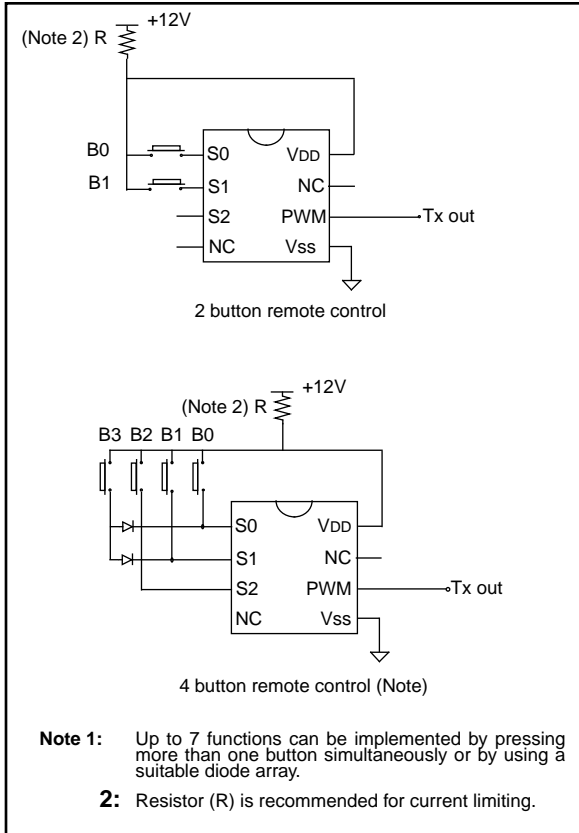 +12V
(Note 2) R
B0
B1
S0
S1
S2
NC
VDD
NC
PWM
Vss
Tx out
2 button remote control
+12V
(Note 2) R
B3 B2 B1 B0
S0
S1
S2
NC
VDD
NC
PWM
Vss
Tx out
4 button remote control (Note)
Note 1: Up to 7 functions can be implemented by pressing
more than one button simultaneously or by using a
suitable diode array.
2: Resistor (R) is recommended for current limiting.